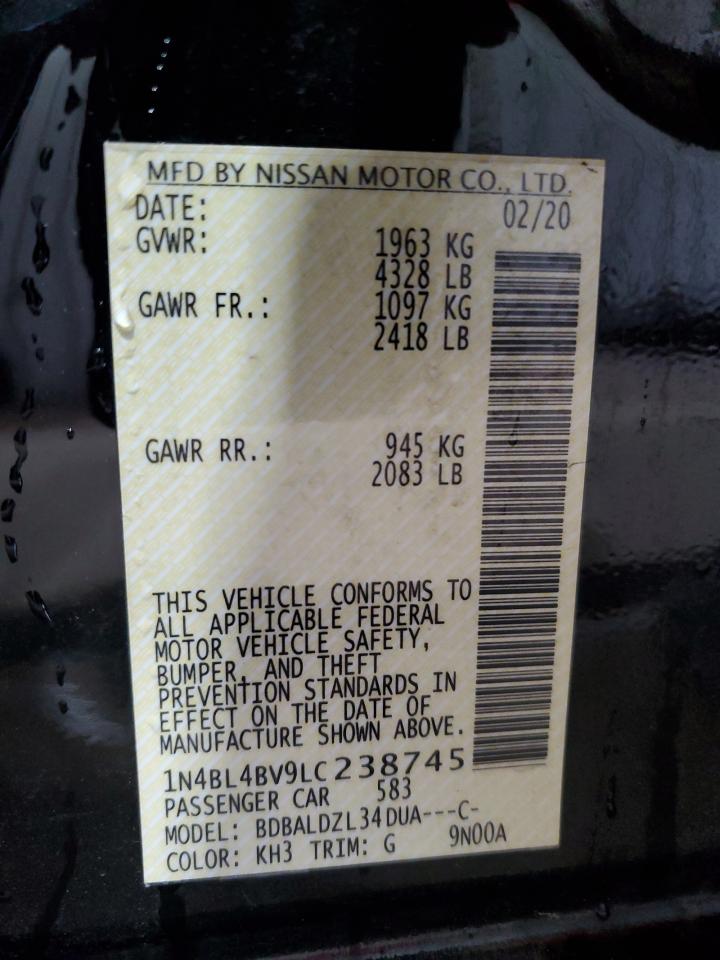 MFD BY NISSAN MOTOR CO., LTD.
DATE: 02/20
GVWR: 1963 KG
4328 LB
GAWR FR.: 1097 KG
2418 LB
GAWR RR.: 945 KG
2083 LB
THIS VEHICLE CONFORMS TO
ALL APPLICABLE FEDERAL
MOTOR VEHICLE SAFETY,
BUMPER, AND THEFT
PREVENTION STANDARDS IN
EFFECT ON THE DATE OF
MANUFACTURE SHOWN ABOVE.
1N4BL4BV9LC238745
PASSENGER CAR 583
MODEL: BDBALDZL34DUA---C-
COLOR: KH3 TRIM: G 9N00A